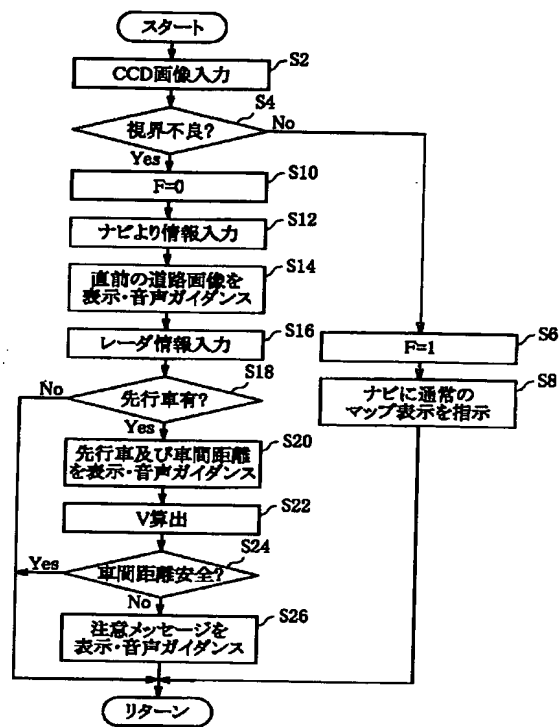 スタート
CCD画像入力
S2
視界不良?
S4
No
Yes
F=0
S10
ナビより情報入力
S12
直前の道路画像を
表示・音声ガイダンス
S14
レーダ情報入力
S16
F=1
S6
ナビに通常の
マップ表示を指示
S8
先行車有?
S18
No
Yes
先行車及び車間距離
を表示・音声ガイダンス
S20
V算出
S22
車間距離安全?
S24
Yes
No
注意メッセージを
表示・音声ガイダンス
S26
リターン